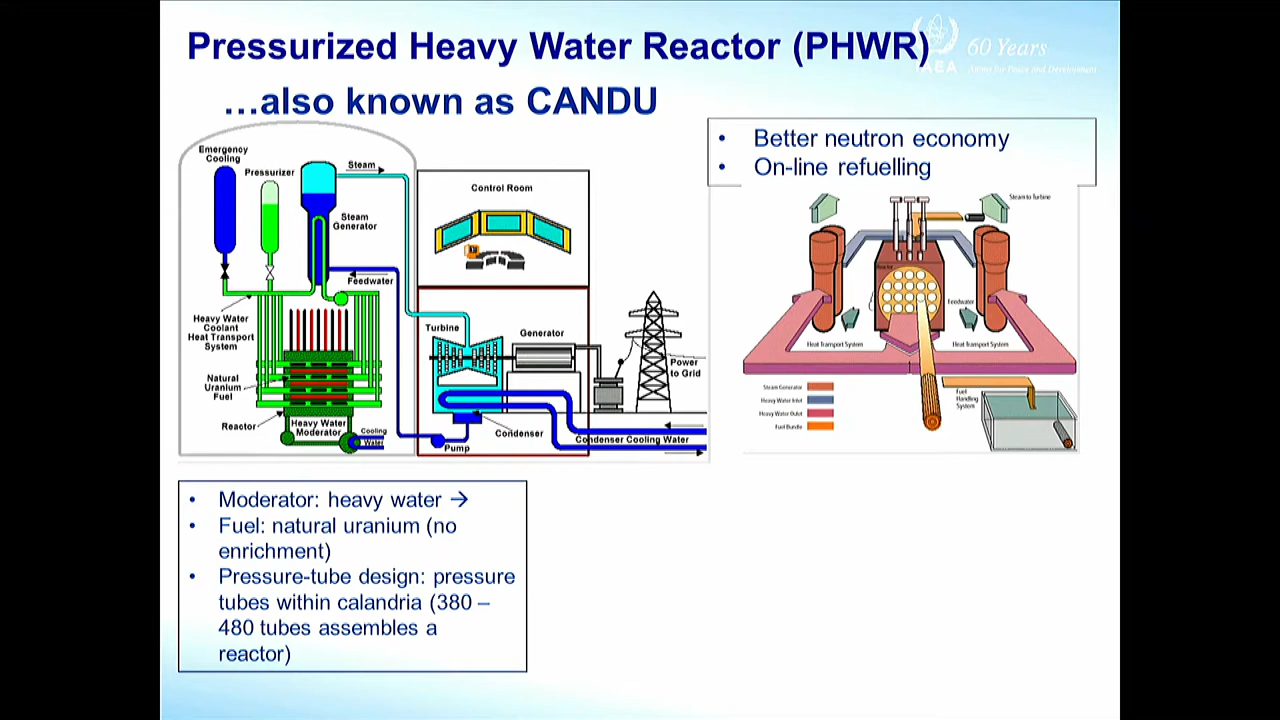 Pressurized Heavy Water Reactor (PHWR)
…also known as CANDU
60 Years
IAEA
Atoms for Peace and Development
• Better neutron economy
• On-line refuelling
Emergency
Cooling
Pressurizer
Steam
Steam
Generator
Feedwater
Heavy Water
Coolant
Heat Transport
System
Natural
Uranium
Fuel
Reactor
Heavy Water
Moderator
Cooling
Water
Control Room
Turbine
Generator
Power
to Grid
Condenser
Condenser Cooling Water
Pump
Steam to Turbine
Reactor
Feedwater
Heat Transport System
Heat Transport System
Steam Generator
Heavy Water Inlet
Heavy Water Outlet
Fuel Bundle
Fuel
Handling
System
• Moderator: heavy water →
• Fuel: natural uranium (no
enrichment)
• Pressure-tube design: pressure
tubes within calandria (380 –
480 tubes assembles a
reactor)